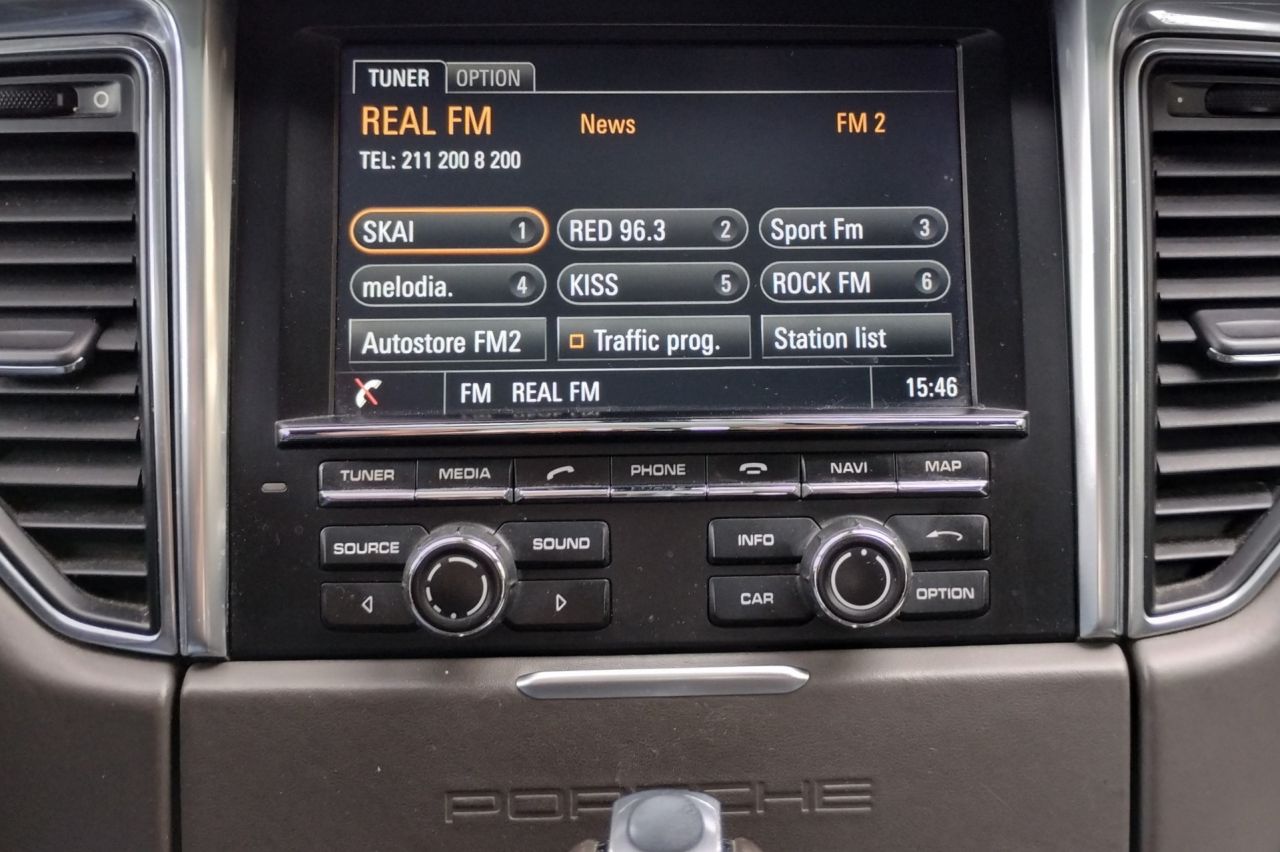 TUNER OPTION
REAL FM News FM 2
TEL: 211 200 8 200
SKAI 1 RED 96.3 2 Sport Fm 3
melodia. 4 KISS 5 ROCK FM 6
Autostore FM2 Traffic prog. Station list
FM REAL FM 15:46
TUNER MEDIA PHONE NAVI MAP
SOURCE SOUND INFO
CAR OPTION
PORSCHE